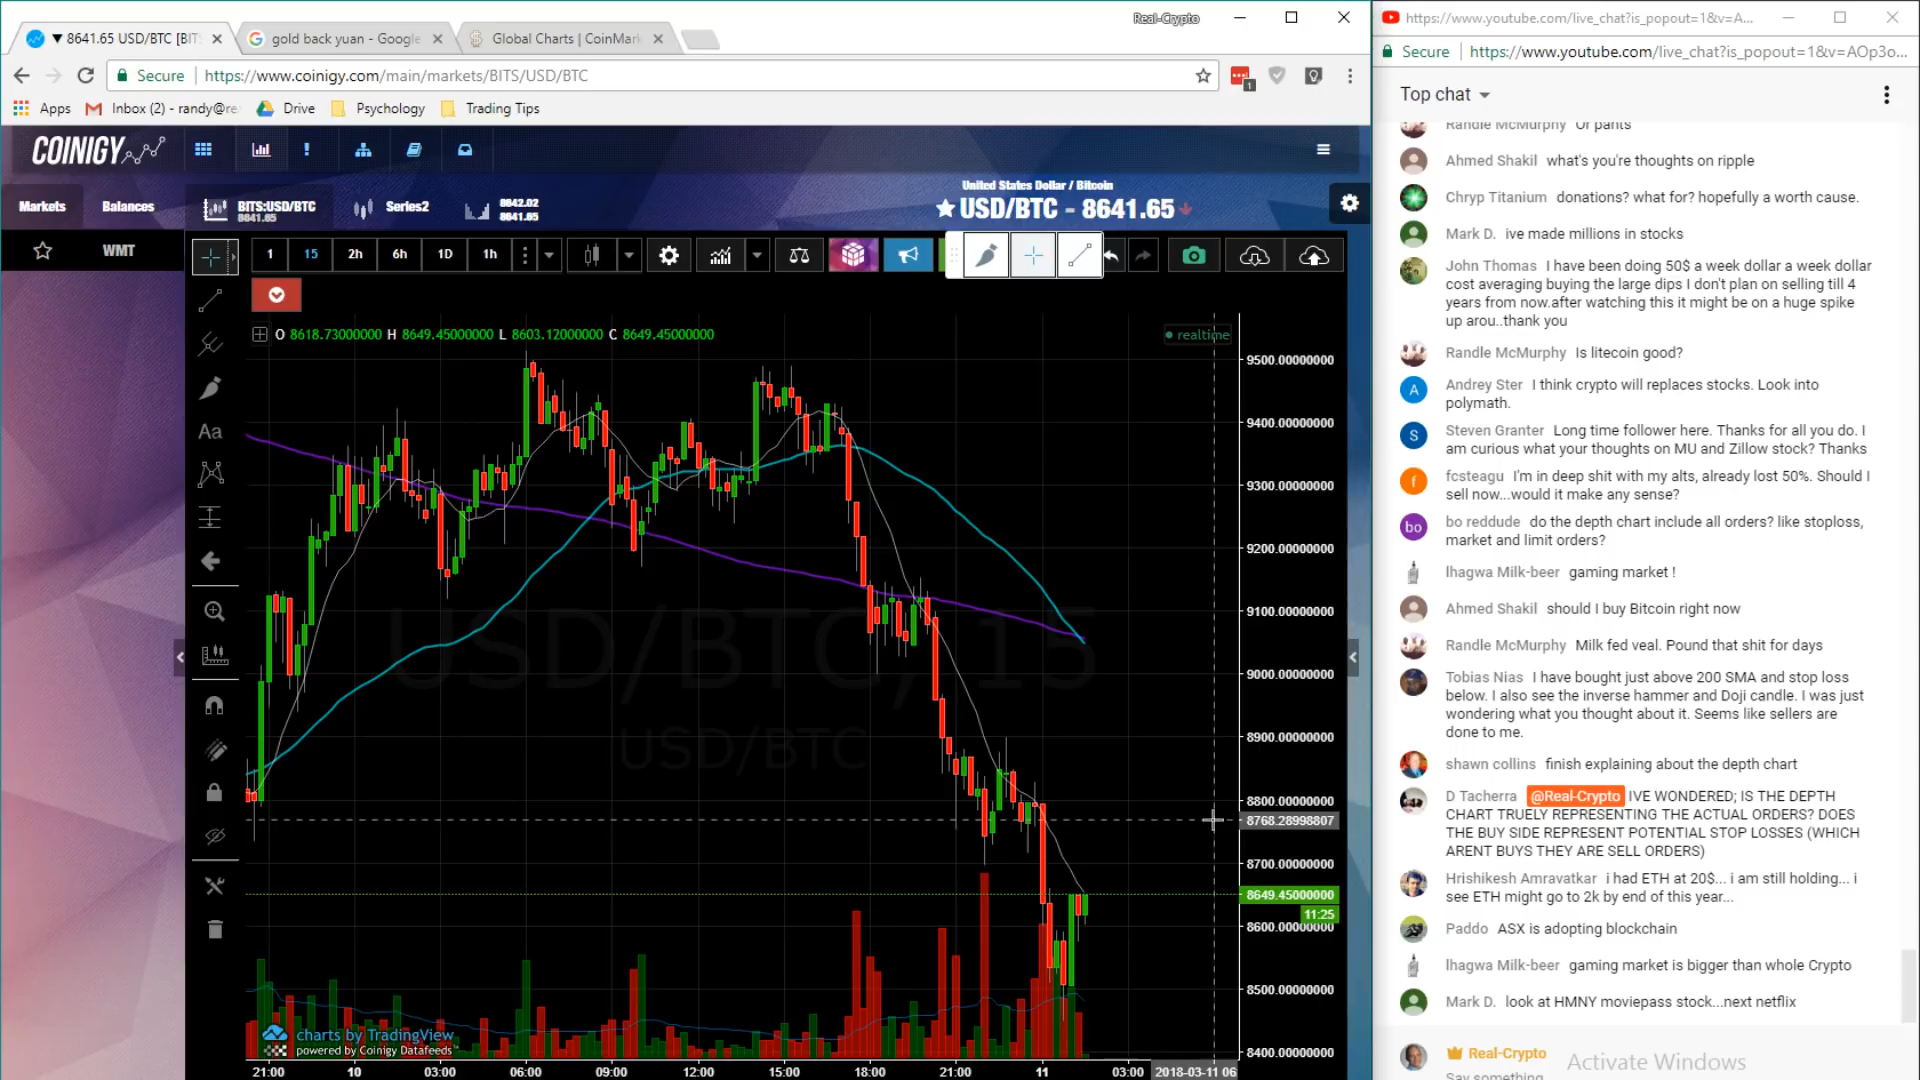 Real-Crypto
▼ 8641.65 USD/BTC [BIT
gold back yuan - Google
Global Charts | CoinMark
Secure
https://www.coinigy.com/main/markets/BITS/USD/BTC
1
Apps
Inbox (2) - randy@re
Drive
Psychology
Trading Tips
COINIGY
Markets
Balances
BITS:USD/BTC
8641.65
Series2
8642.02
8641.65
United States Dollar / Bitcoin
USD/BTC - 8641.65
WMT
1
15
2h
6h
1D
1h
Aa
O 8618.73000000 H 8649.45000000 L 8603.12000000 C 8649.45000000
realtime
USD/BTC, 15
USD/BTC
9500.00000000
9400.00000000
9300.00000000
9200.00000000
9100.00000000
9000.00000000
8900.00000000
8800.00000000
8768.28998807
8700.00000000
8649.45000000
11:25
8600.00000000
8500.00000000
8400.00000000
charts by TradingView
powered by Coinigy Datafeeds
21:00
10
03:00
06:00
09:00
12:00
15:00
18:00
21:00
11
03:00
2018-03-11 06
https://www.youtube.com/live_chat?is_popout=1&v=A...
Secure
https://www.youtube.com/live_chat?is_popout=1&v=AOp3o...
Top chat
Randle McMurphy Or pants
Ahmed Shakil what's you're thoughts on ripple
Chryp Titanium donations? what for? hopefully a worth cause.
Mark D. ive made millions in stocks
John Thomas I have been doing 50$ a week dollar a week dollar
cost averaging buying the large dips I don't plan on selling till 4
years from now.after watching this it might be on a huge spike
up arou..thank you
Randle McMurphy Is litecoin good?
A
Andrey Ster I think crypto will replaces stocks. Look into
polymath.
S
Steven Granter Long time follower here. Thanks for all you do. I
am curious what your thoughts on MU and Zillow stock? Thanks
f
fcsteagu I'm in deep shit with my alts, already lost 50%. Should I
sell now...would it make any sense?
bo
bo reddude do the depth chart include all orders? like stoploss,
market and limit orders?
lhagwa Milk-beer gaming market !
Ahmed Shakil should I buy Bitcoin right now
Randle McMurphy Milk fed veal. Pound that shit for days
Tobias Nias I have bought just above 200 SMA and stop loss
below. I also see the inverse hammer and Doji candle. I was just
wondering what you thought about it. Seems like sellers are
done to me.
shawn collins finish explaining about the depth chart
D Tacherra @Real-Crypto IVE WONDERED; IS THE DEPTH
CHART TRUELY REPRESENTING THE ACTUAL ORDERS? DOES
THE BUY SIDE REPRESENT POTENTIAL STOP LOSSES (WHICH
ARENT BUYS THEY ARE SELL ORDERS)
Hrishikesh Amravatkar i had ETH at 20$... i am still holding... i
see ETH might go to 2k by end of this year...
Paddo ASX is adopting blockchain
lhagwa Milk-beer gaming market is bigger than whole Crypto
Mark D. look at HMNY moviepass stock...next netflix
Real-Crypto
Say something
Activate Windows